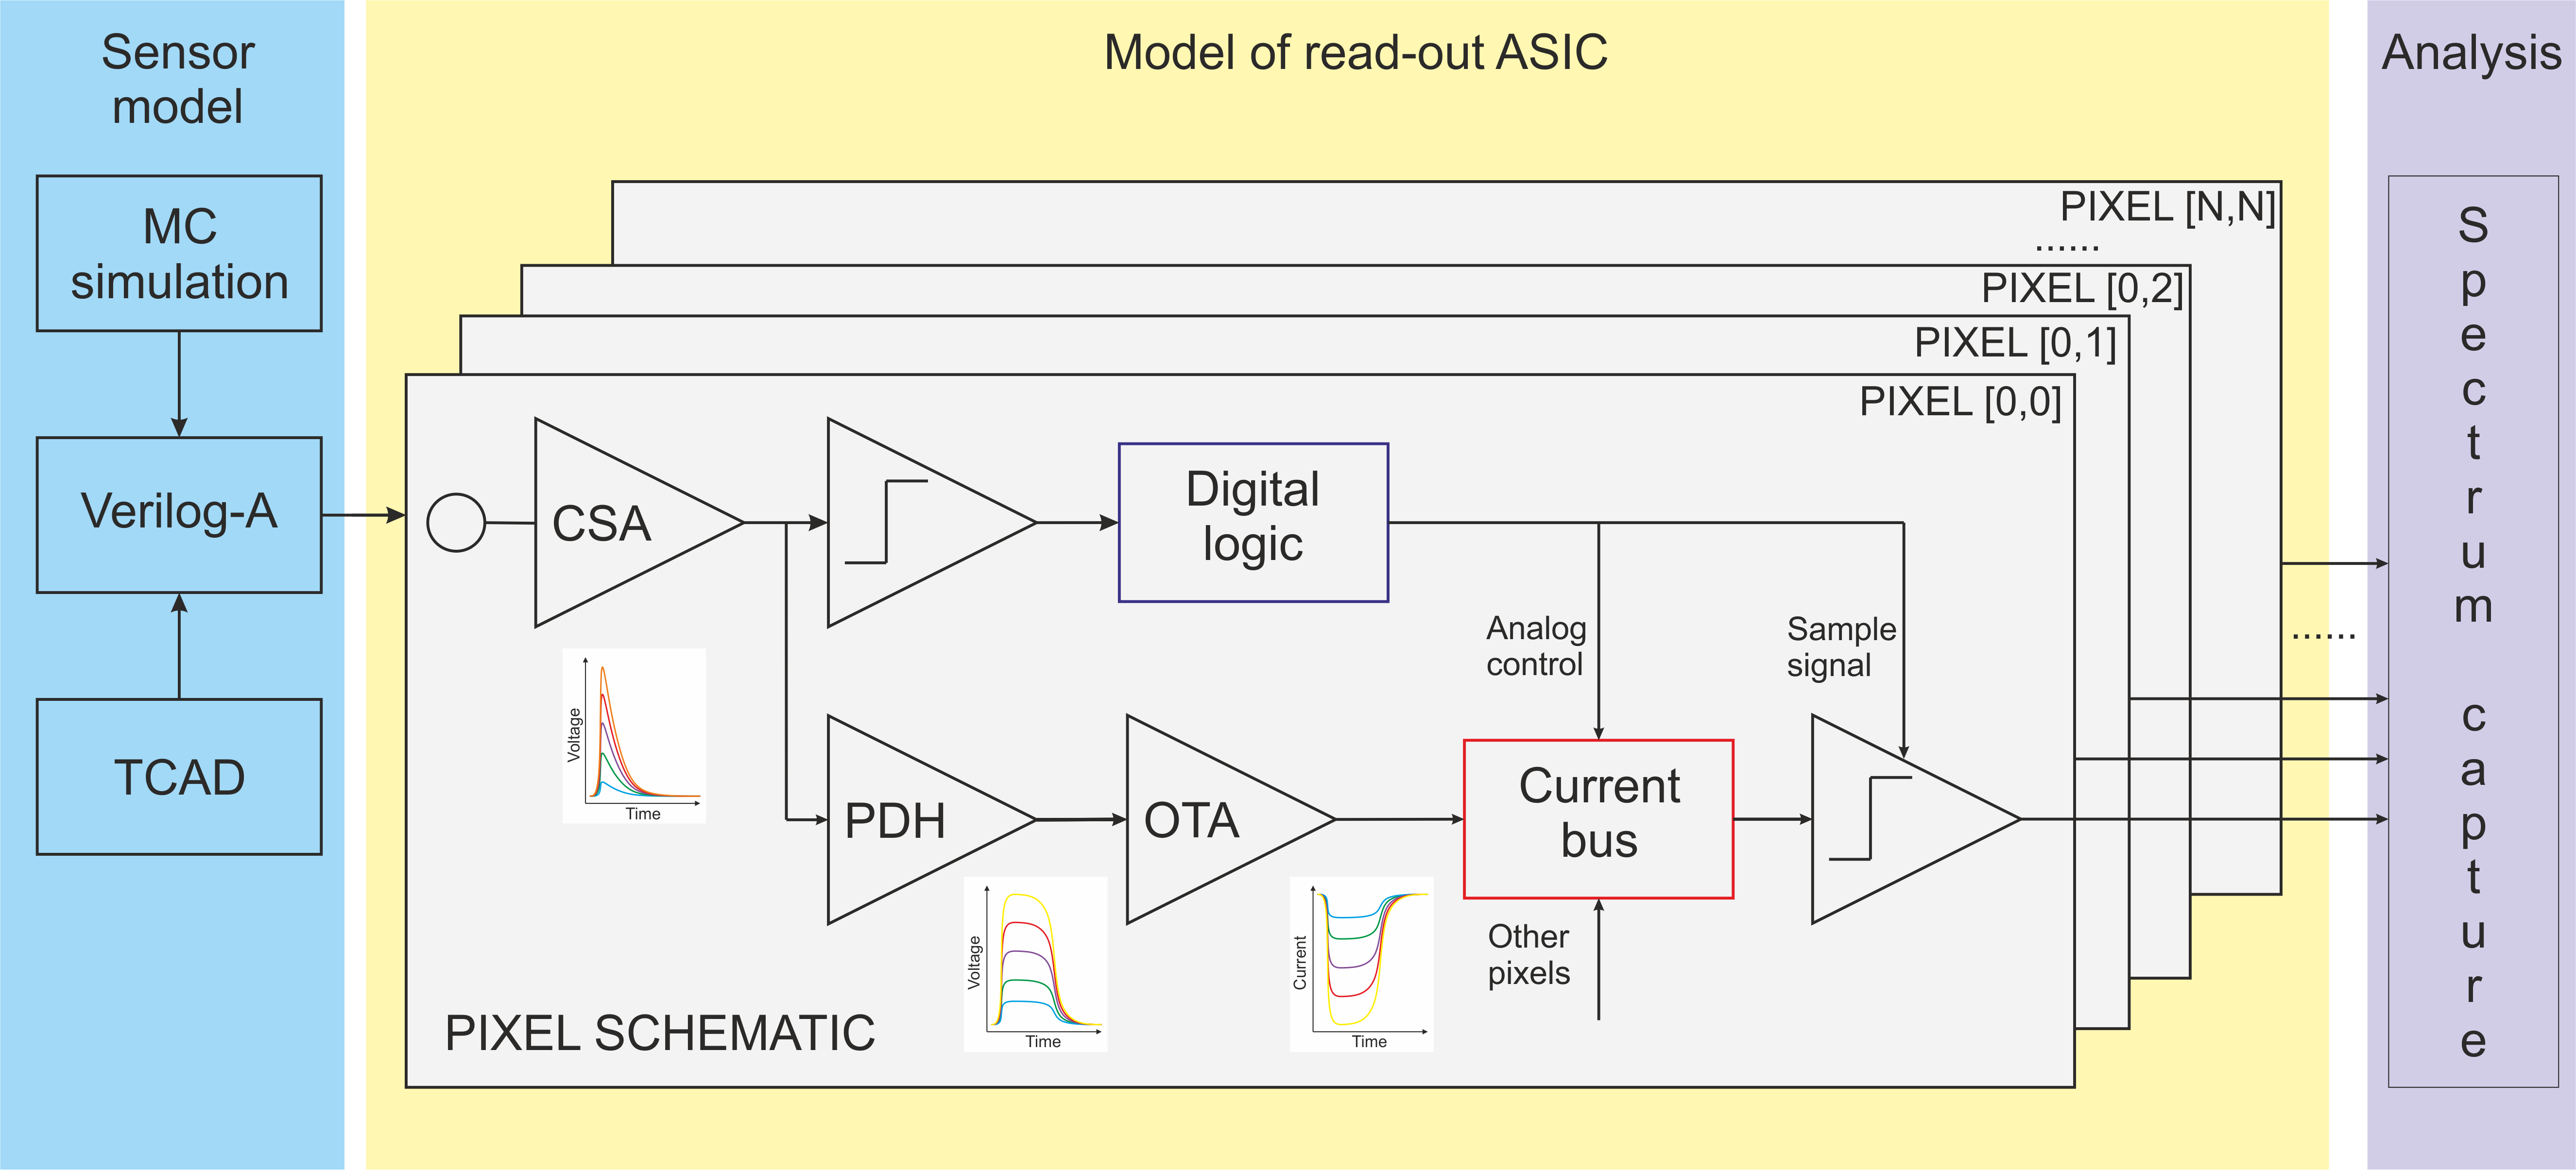 Sensor
model
MC
simulation
Verilog-A
TCAD
Model of read-out ASIC
PIXEL [N,N]
......
PIXEL [0,2]
PIXEL [0,1]
PIXEL [0,0]
CSA
Digital
logic
Analog
control
Sample
signal
Voltage
Time
PDH
OTA
Current
bus
Voltage
Time
Current
Time
Other
pixels
PIXEL SCHEMATIC
......
Analysis
Spectrum capture